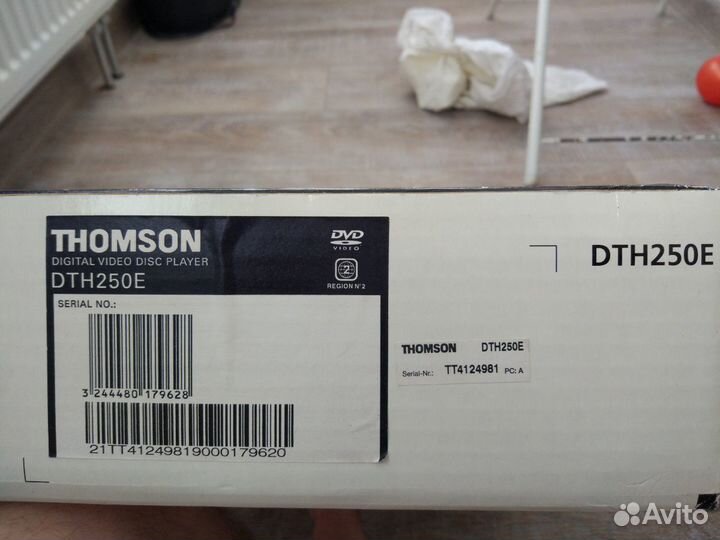 THOMSON
DIGITAL VIDEO DISC PLAYER
DTH250E
DVD
VIDEO
2
REGION N°2
SERIAL NO.:
3 244480 179628
21TT41249819000179620
THOMSON DTH250E
Serial-Nr.: TT4124981 PC: A
DTH250E
Avito